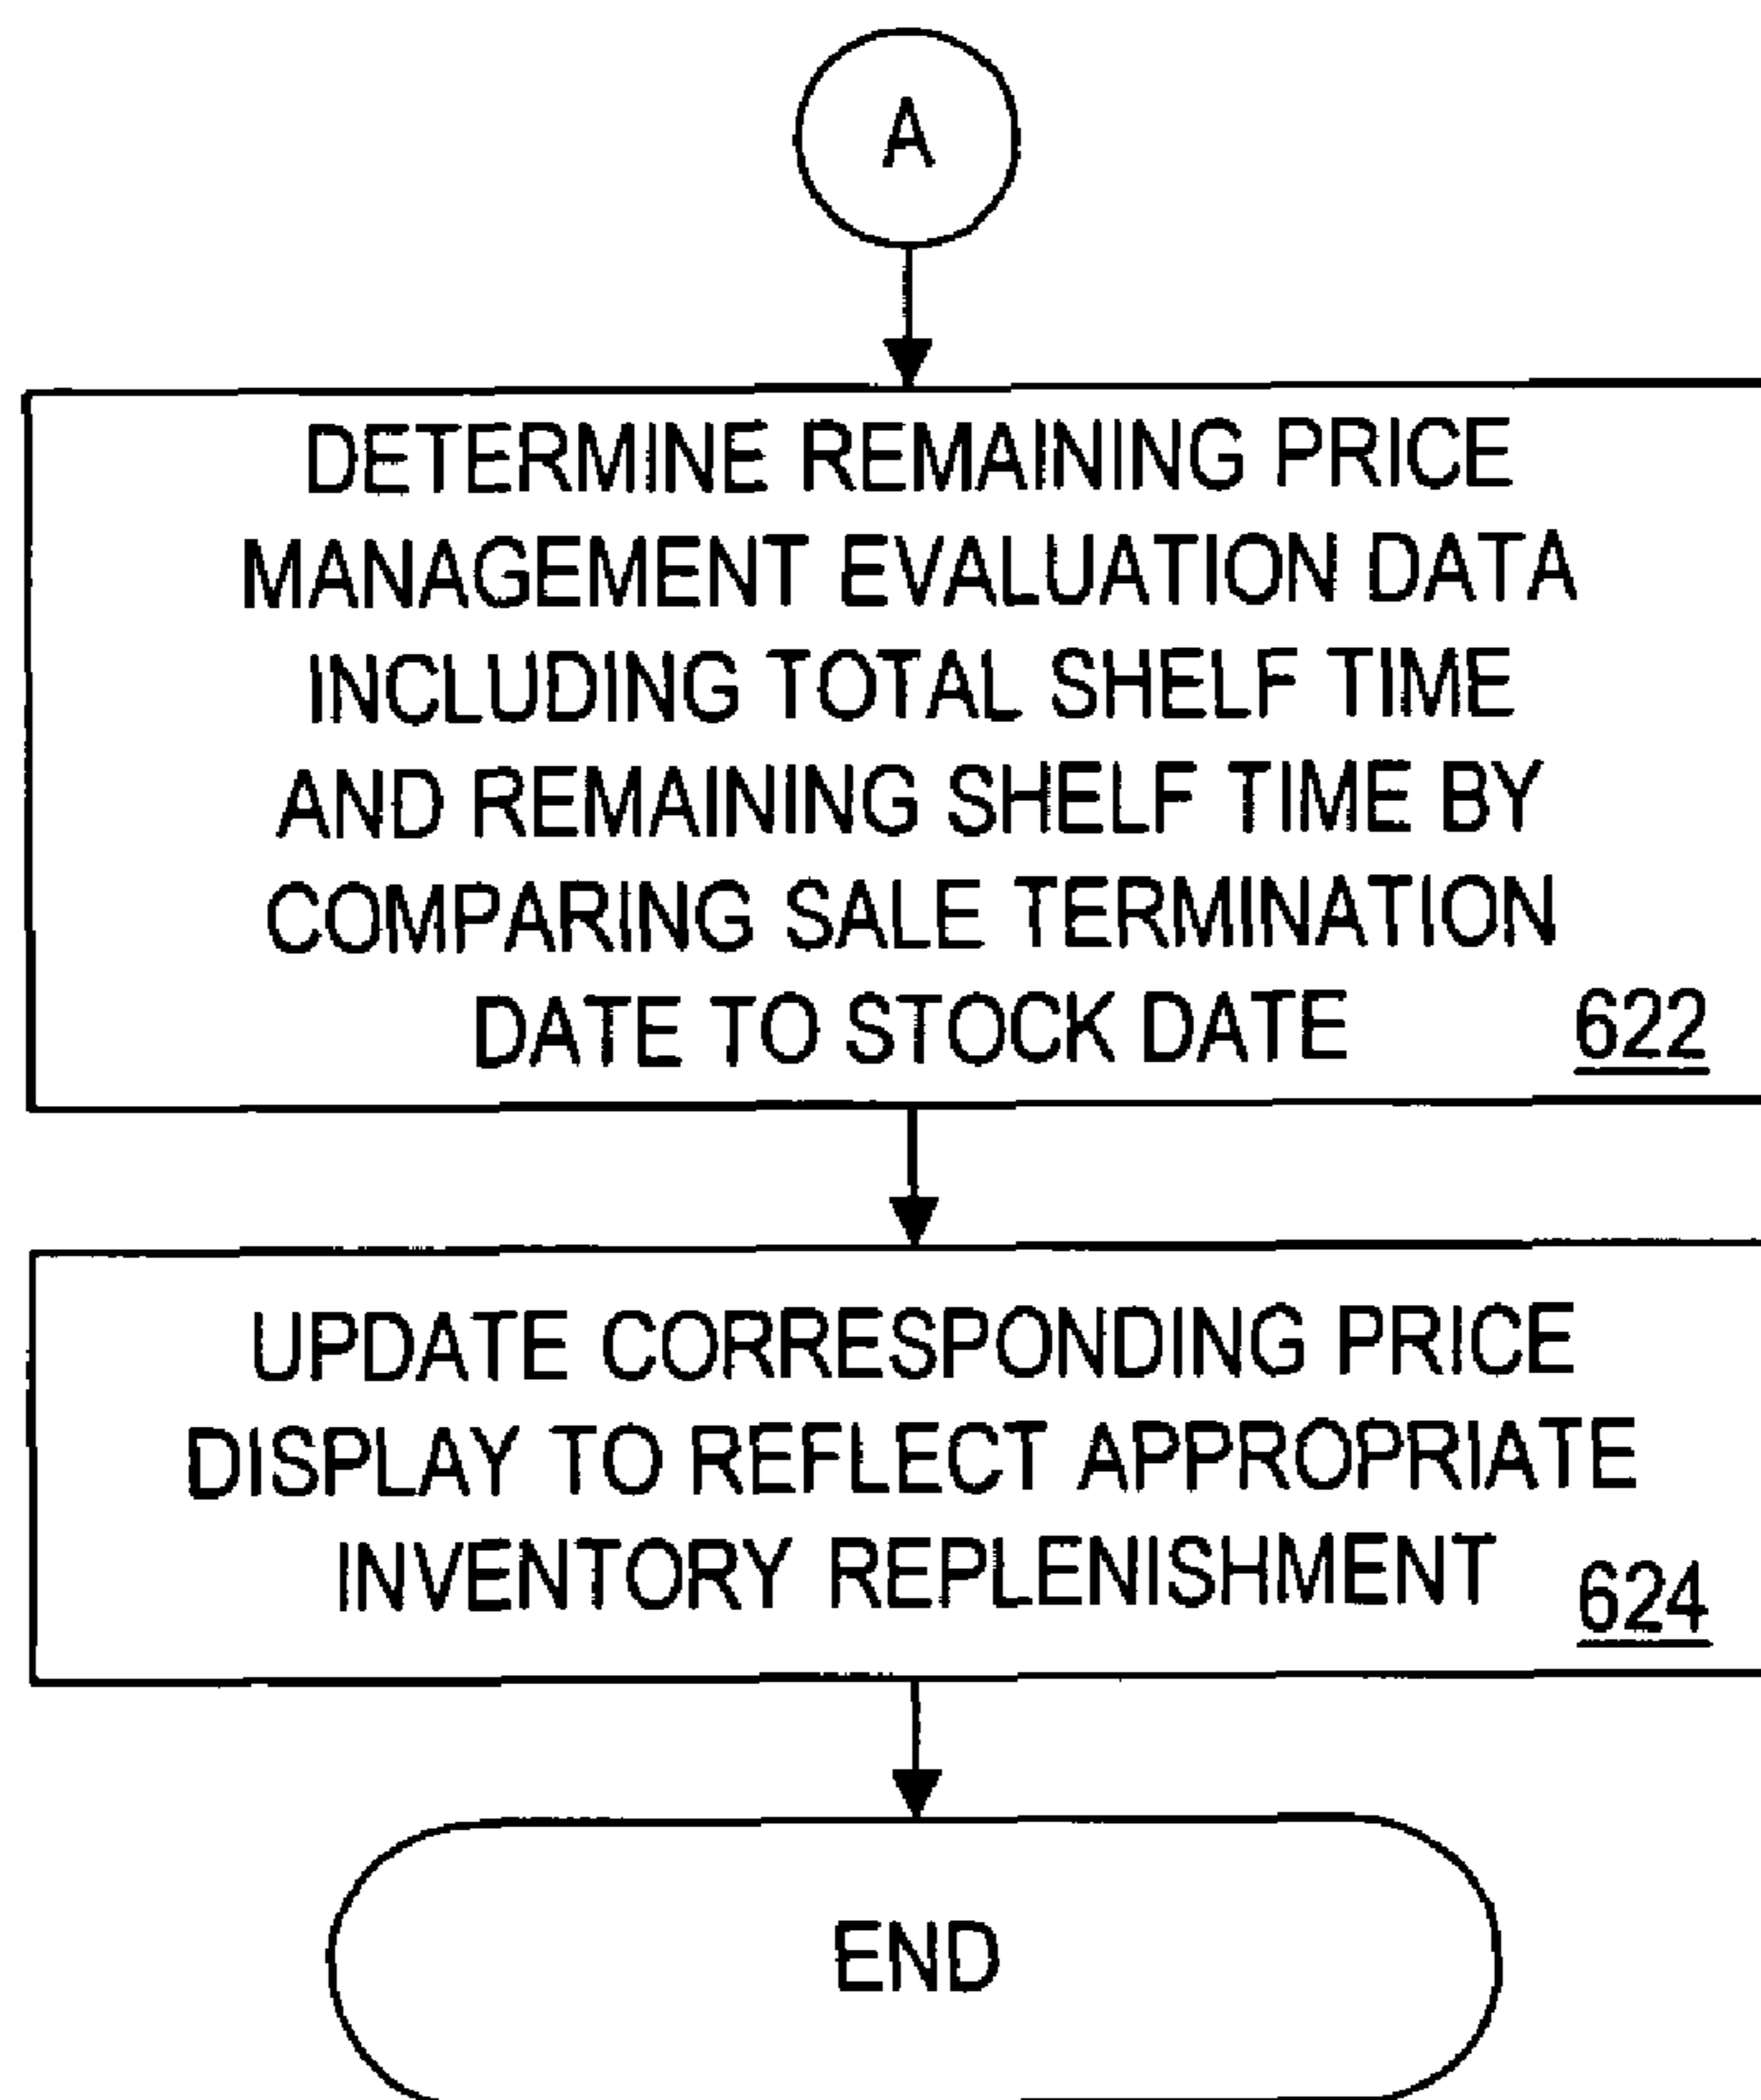 A
DETERMINE REMAINING PRICE
MANAGEMENT EVALUATION DATA
INCLUDING TOTAL SHELF TIME
AND REMAINING SHELF TIME BY
COMPARING SALE TERMINATION
DATE TO STOCK DATE 622
UPDATE CORRESPONDING PRICE
DISPLAY TO REFLECT APPROPRIATE
INVENTORY REPLENISHMENT 624
END